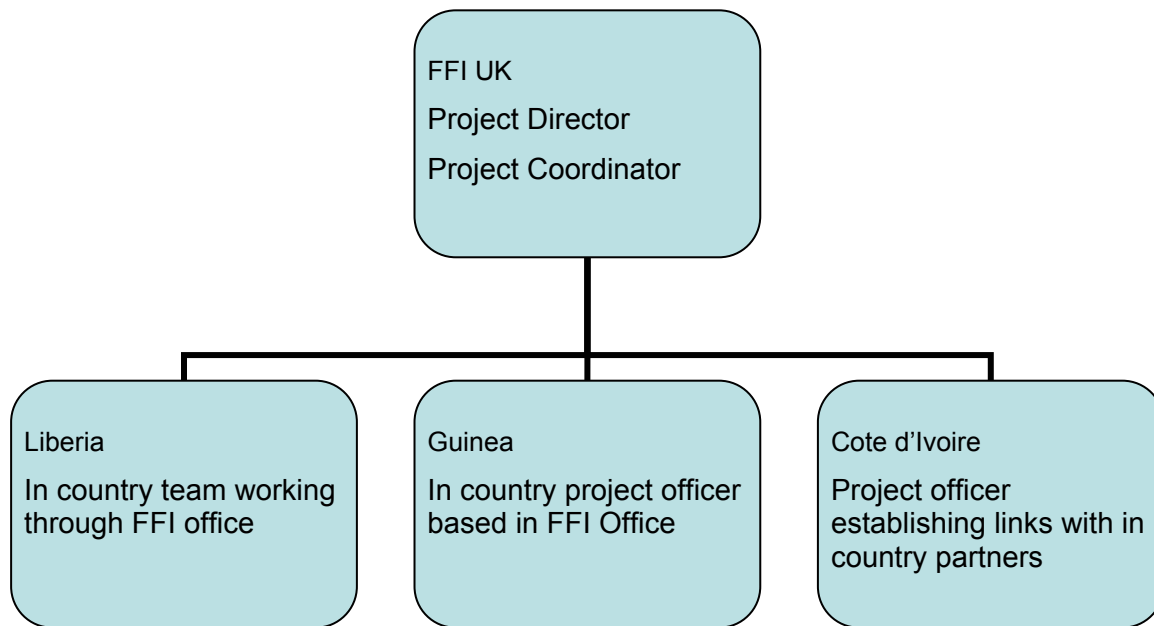 FFI UK
Project Director
Project Coordinator
Liberia
In country team working
through FFI office
Guinea
In country project officer
based in FFI Office
Cote d’Ivoire
Project officer
establishing links with in
country partners